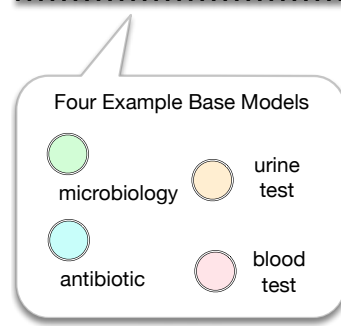 Four Example Base Models
microbiology
urine
test
antibiotic
blood
test